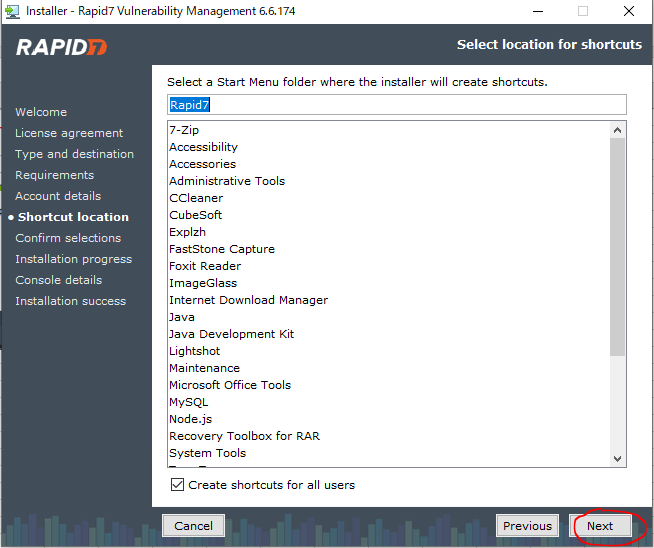 Installer - Rapid7 Vulnerability Management 6.6.174
RAPID7
Select location for shortcuts
Welcome
License agreement
Type and destination
Requirements
Account details
Shortcut location
Confirm selections
Installation progress
Console details
Installation success
Select a Start Menu folder where the installer will create shortcuts.
Rapid7
7-Zip
Accessibility
Accessories
Administrative Tools
CCleaner
CubeSoft
Explzh
FastStone Capture
Foxit Reader
ImageGlass
Internet Download Manager
Java
Java Development Kit
Lightshot
Maintenance
Microsoft Office Tools
MySQL
Node.js
Recovery Toolbox for RAR
System Tools
Create shortcuts for all users
Cancel
Previous
Next